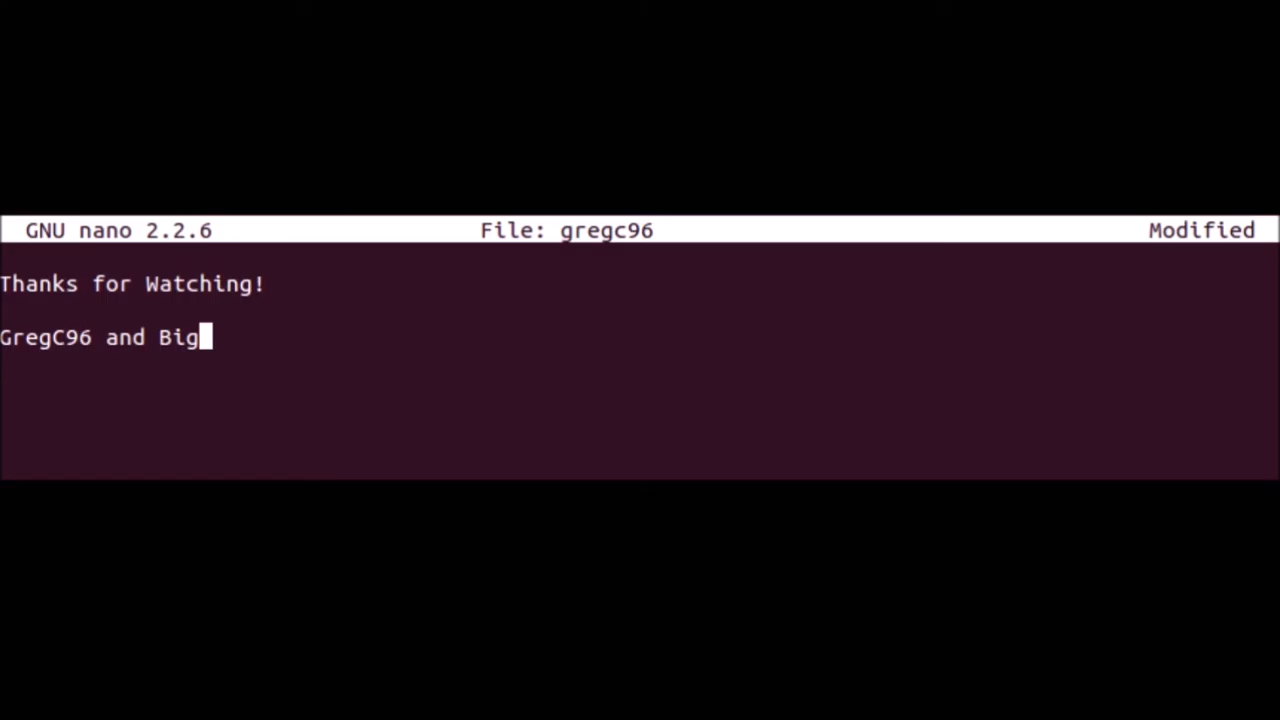 GNU nano 2.2.6 File: gregc96 Modified
Thanks for Watching!
GregC96 and Big